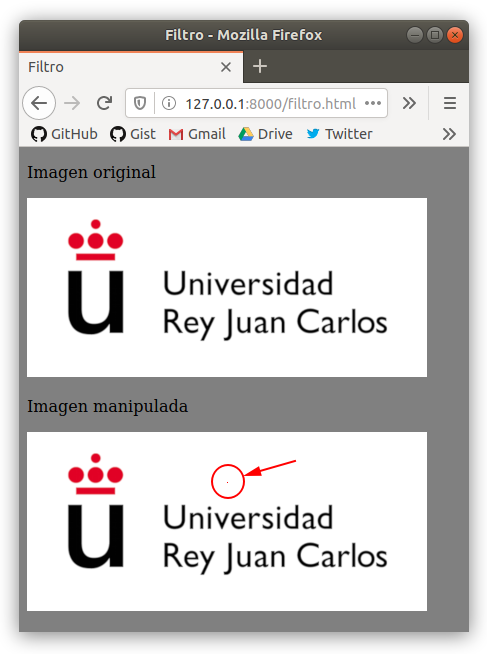 Filtro - Mozilla Firefox
Filtro
127.0.0.1:8000/filtro.html
GitHub Gist Gmail Drive Twitter
Imagen original
u
Universidad
Rey Juan Carlos
Imagen manipulada
u
Universidad
Rey Juan Carlos